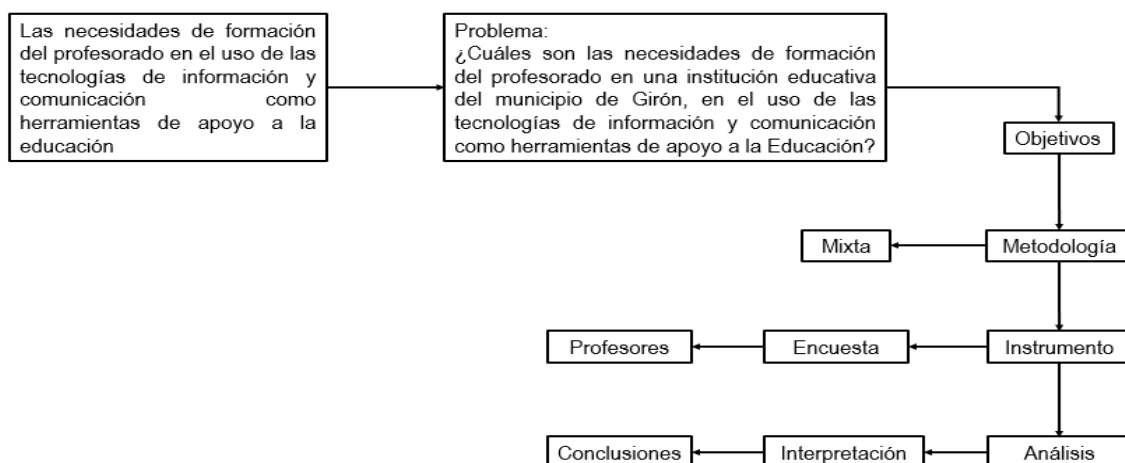 Las necesidades de formación
del profesorado en el uso de las
tecnologías de información y
comunicación como
herramientas de apoyo a la
educación
Problema:
¿Cuáles son las necesidades de formación
del profesorado en una institución educativa
del municipio de Girón, en el uso de las
tecnologías de información y comunicación
como herramientas de apoyo a la Educación?
Objetivos
Mixta
Metodología
Profesores
Encuesta
Instrumento
Conclusiones
Interpretación
Análisis